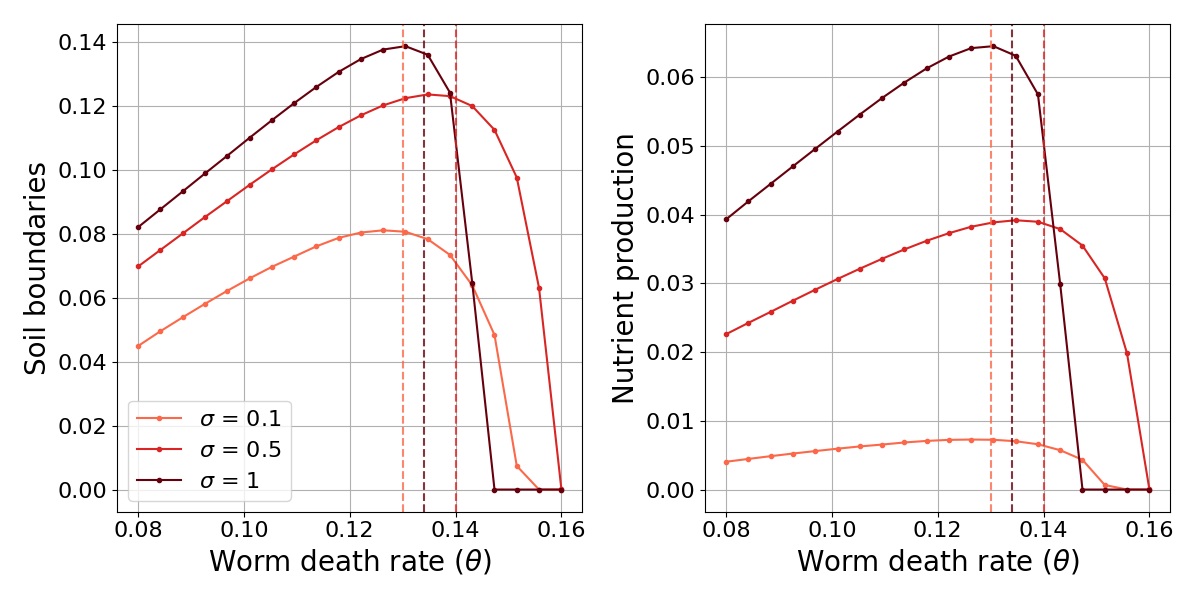 Soil boundaries
0.14
0.12
0.10
0.08
0.06
0.04
0.02
0.00
σ = 0.1
σ = 0.5
σ = 1
0.08 0.10 0.12 0.14 0.16
Worm death rate (θ)
Nutrient production
0.06
0.05
0.04
0.03
0.02
0.01
0.00
0.08 0.10 0.12 0.14 0.16
Worm death rate (θ)